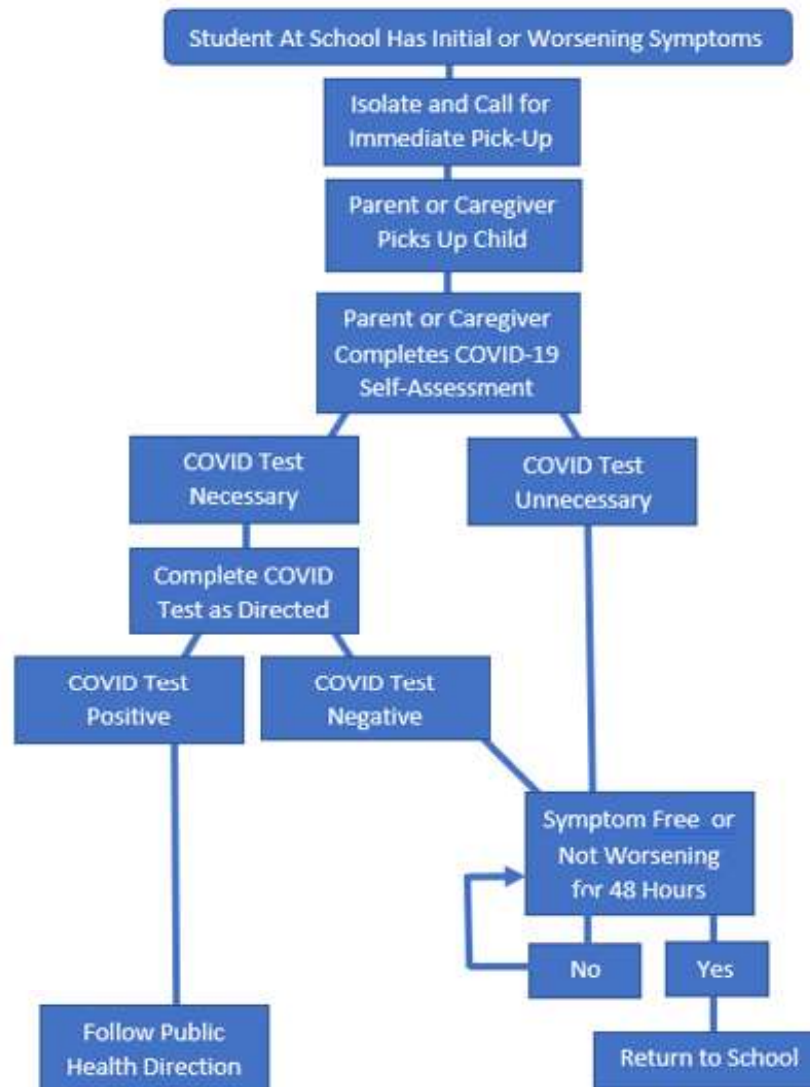 Student At School Has Initial or Worsening Symptoms
Isolate and Call for
Immediate Pick-Up
Parent or Caregiver
Picks Up Child
Parent or Caregiver
Completes COVID-19
Self-Assessment
COVID Test
Necessary
COVID Test
Unnecessary
Complete COVID
Test as Directed
COVID Test
Positive
COVID Test
Negative
Symptom Free or
Not Worsening
for 48 Hours
No
Yes
Follow Public
Health Direction
Return to School